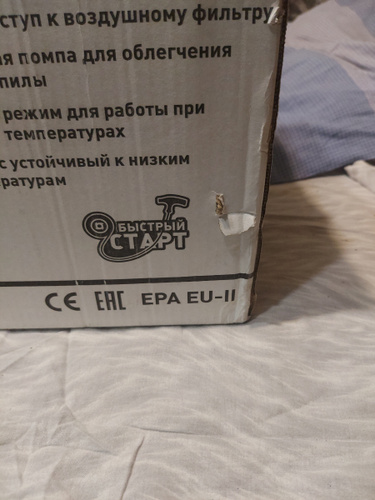 ступ к воздушному фильтру
ая помпа для облегчения
пилы
режим для работы при
температурах
с устойчивый к низким
ературам
БЫСТРЫЙ
СТАРТ
CE EAC EPA EU-II